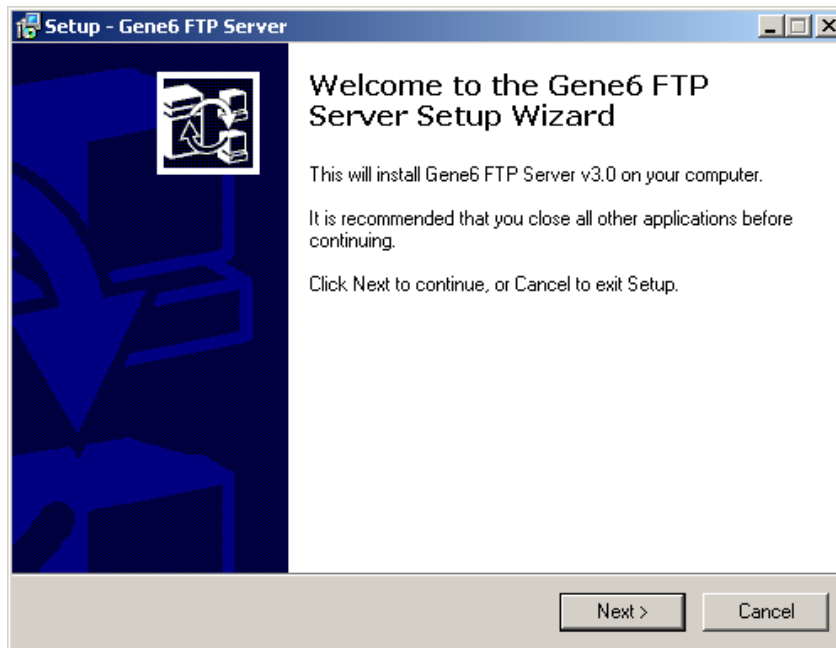 Setup - Gene6 FTP Server
Welcome to the Gene6 FTP
Server Setup Wizard
This will install Gene6 FTP Server v3.0 on your computer.
It is recommended that you close all other applications before
continuing.
Click Next to continue, or Cancel to exit Setup.
Next >
Cancel